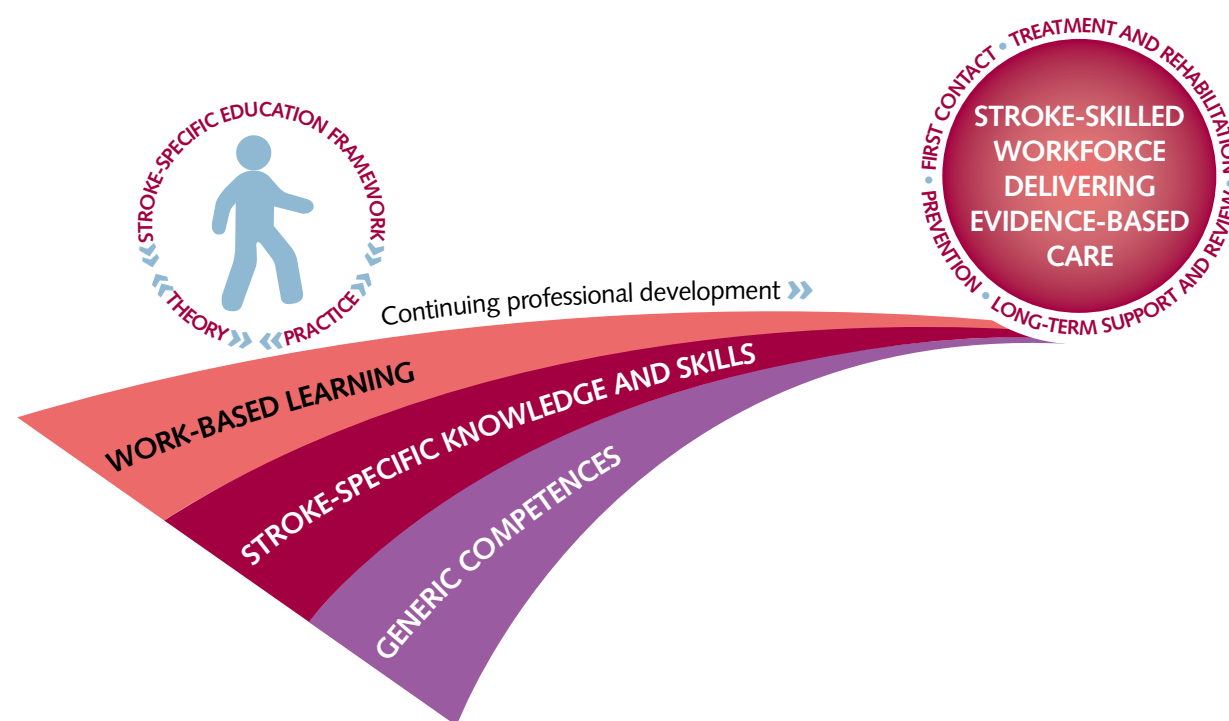 STROKE-SPECIFIC EDUCATION FRAMEWORK
THEORY
PRACTICE
Continuing professional development
WORK-BASED LEARNING
STROKE-SPECIFIC KNOWLEDGE AND SKILLS
GENERIC COMPETENCES
PREVENTION • FIRST CONTACT • TREATMENT AND REHABILITATION • LONG-TERM SUPPORT AND REVIEW •
STROKE-SKILLED
WORKFORCE
DELIVERING
EVIDENCE-BASED
CARE